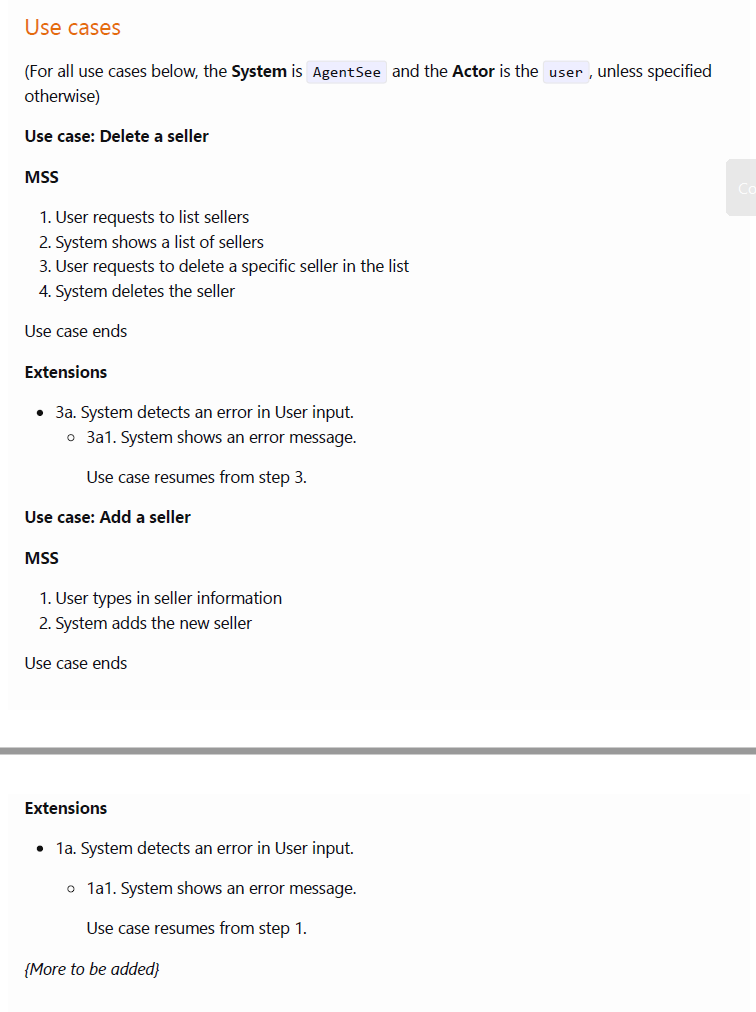 Use cases
(For all use cases below, the System is AgentSee and the Actor is the user, unless specified
otherwise)
Use case: Delete a seller
MSS
1. User requests to list sellers
2. System shows a list of sellers
3. User requests to delete a specific seller in the list
4. System deletes the seller
Use case ends
Extensions
• 3a. System detects an error in User input.
◦ 3a1. System shows an error message.
Use case resumes from step 3.
Use case: Add a seller
MSS
1. User types in seller information
2. System adds the new seller
Use case ends
Extensions
• 1a. System detects an error in User input.
◦ 1a1. System shows an error message.
Use case resumes from step 1.
{More to be added}